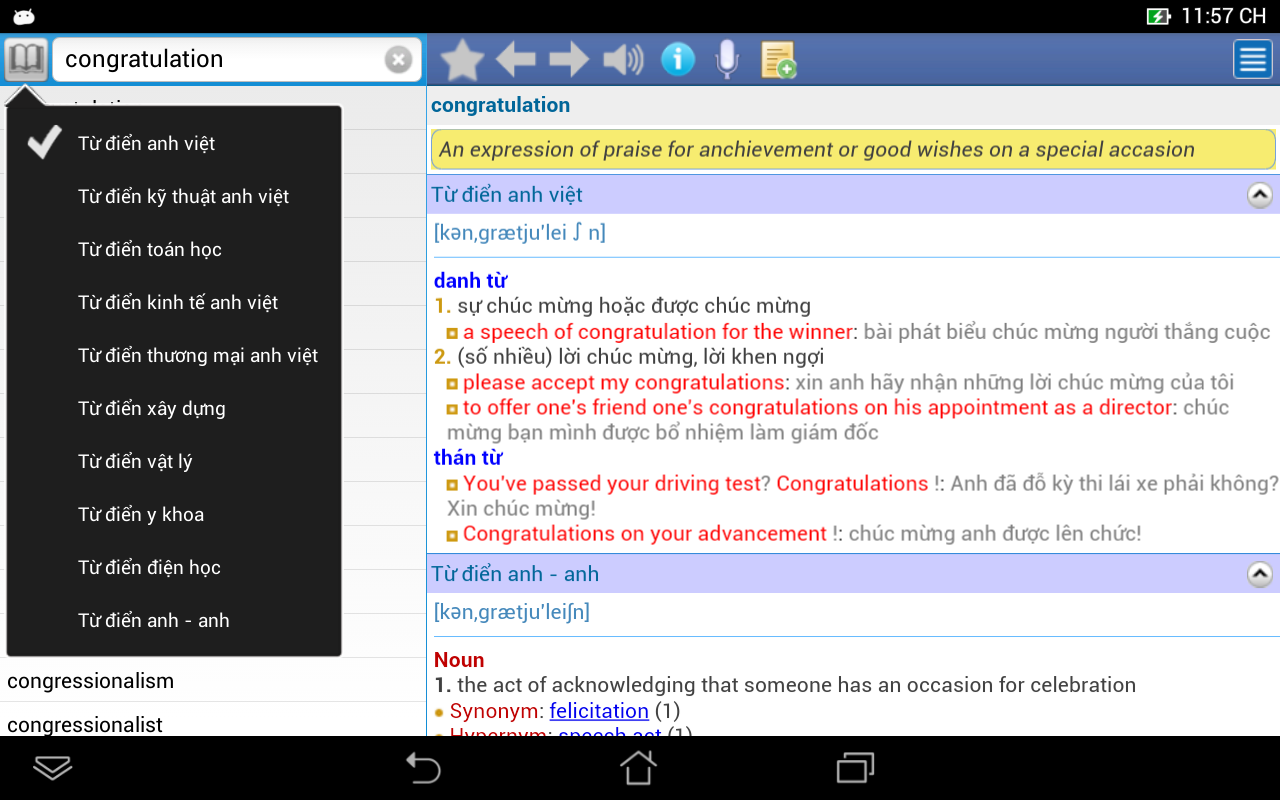 11:57 CH
congratulation
Từ điển anh việt
Từ điển kỹ thuật anh việt
Từ điển toán học
Từ điển kinh tế anh việt
Từ điển thương mại anh việt
Từ điển xây dựng
Từ điển vật lý
Từ điển y khoa
Từ điển điện học
Từ điển anh - anh
congressionalism
congressionalist
congratulation
An expression of praise for anchievement or good wishes on a special accasion
Từ điển anh việt
[kən,grætju'lei ∫ n]
danh từ
1. sự chúc mừng hoặc được chúc mừng
a speech of congratulation for the winner: bài phát biểu chúc mừng người thắng cuộc
2. (số nhiều) lời chúc mừng, lời khen ngợi
please accept my congratulations: xin anh hãy nhận những lời chúc mừng của tôi
to offer one's friend one's congratulations on his appointment as a director: chúc
mừng bạn mình được bổ nhiệm làm giám đốc
thán từ
You've passed your driving test? Congratulations !: Anh đã đỗ kỳ thi lái xe phải không?
Xin chúc mừng!
Congratulations on your advancement !: chúc mừng anh được lên chức!
Từ điển anh - anh
[kən,grætju'lei∫n]
Noun
1. the act of acknowledging that someone has an occasion for celebration
Synonym: felicitation (1)
Hypernym: speech act (1)